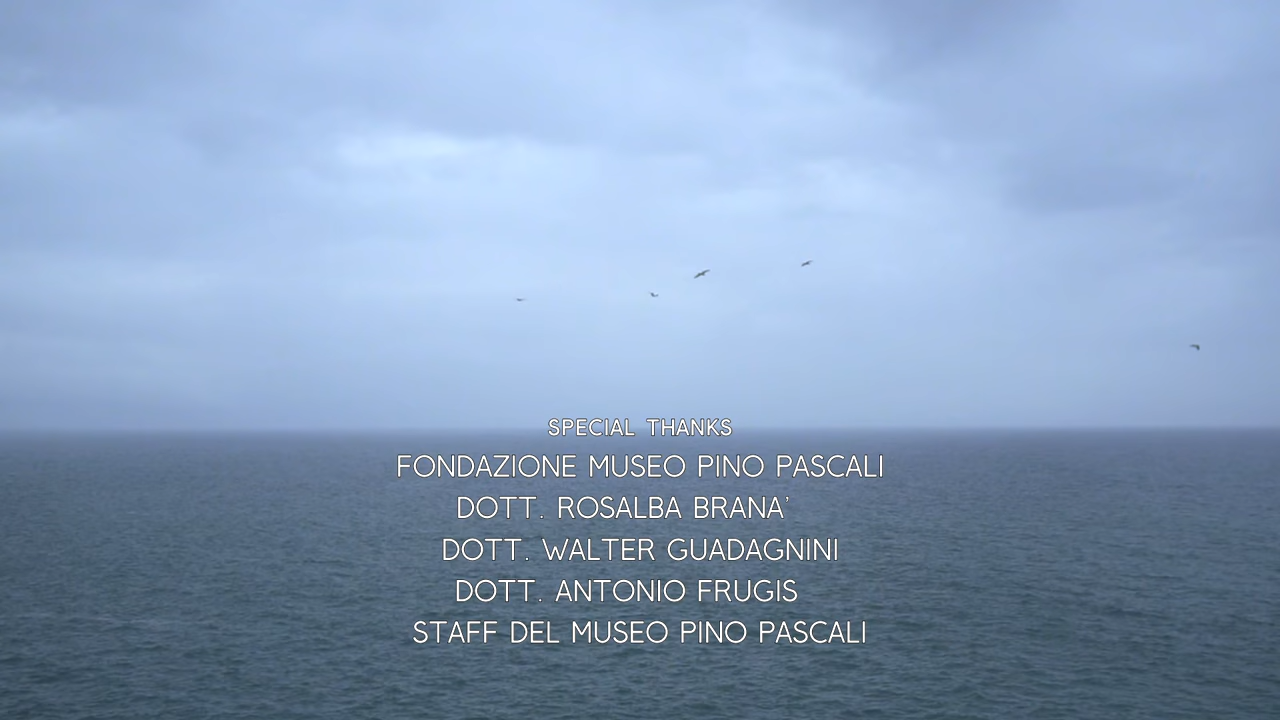 SPECIAL THANKS
FONDAZIONE MUSEO PINO PASCALI
DOTT. ROSALBA BRANA'
DOTT. WALTER GUADAGNINI
DOTT. ANTONIO FRUGIS
STAFF DEL MUSEO PINO PASCALI